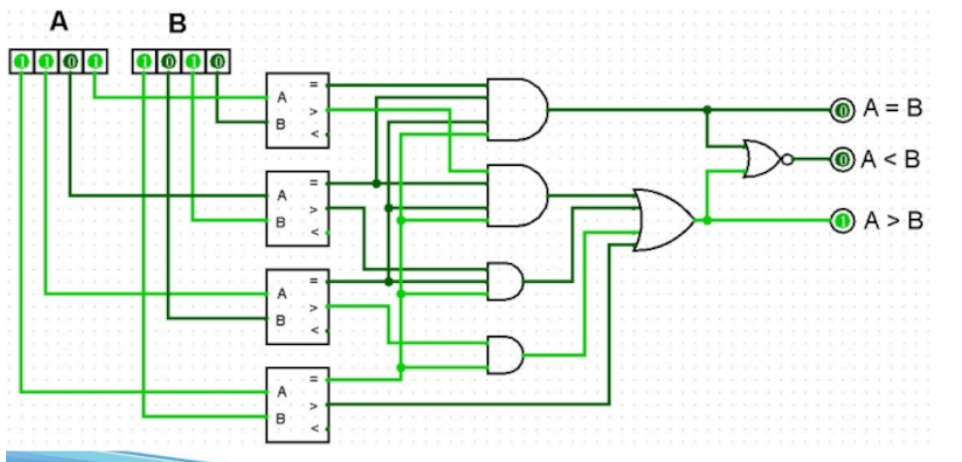 A B
1 1 0 1 1 0 1 0
=
A >
B <
=
A >
B <
=
A >
B <
=
A >
B <
0 A = B
0 A < B
1 A > B